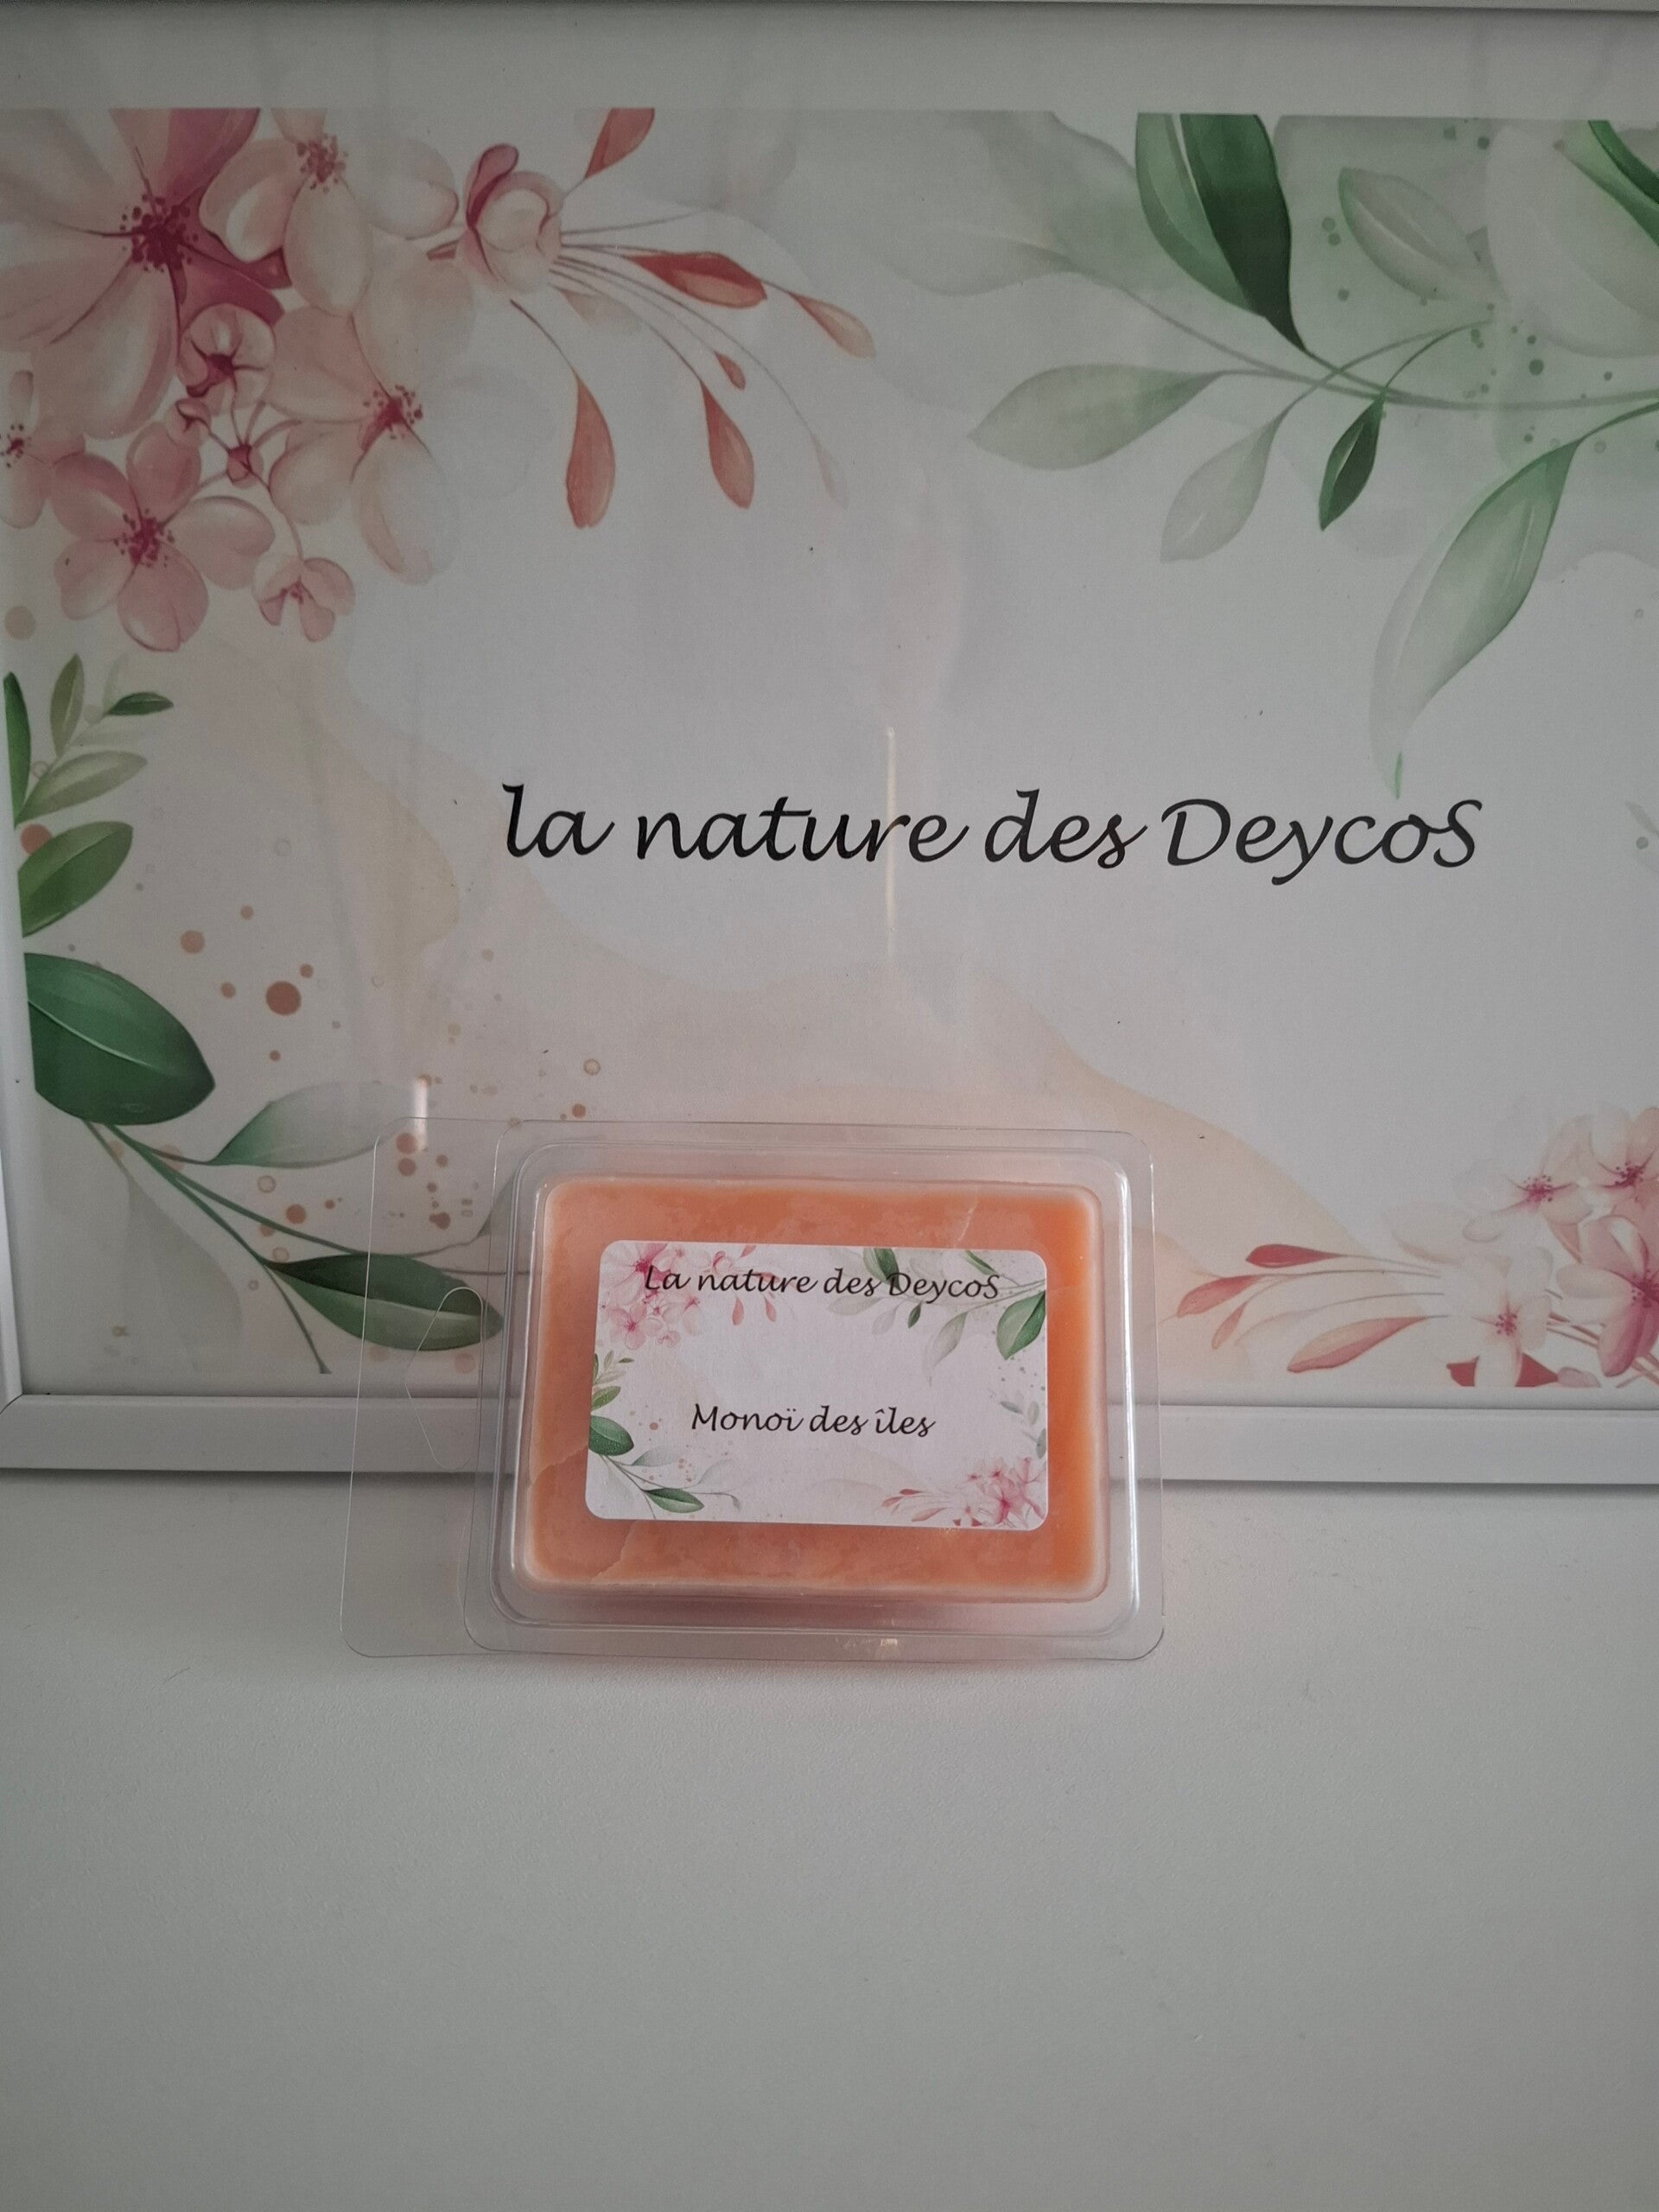 la nature des DeycoS
La nature des DeycoS
Monoï des îles